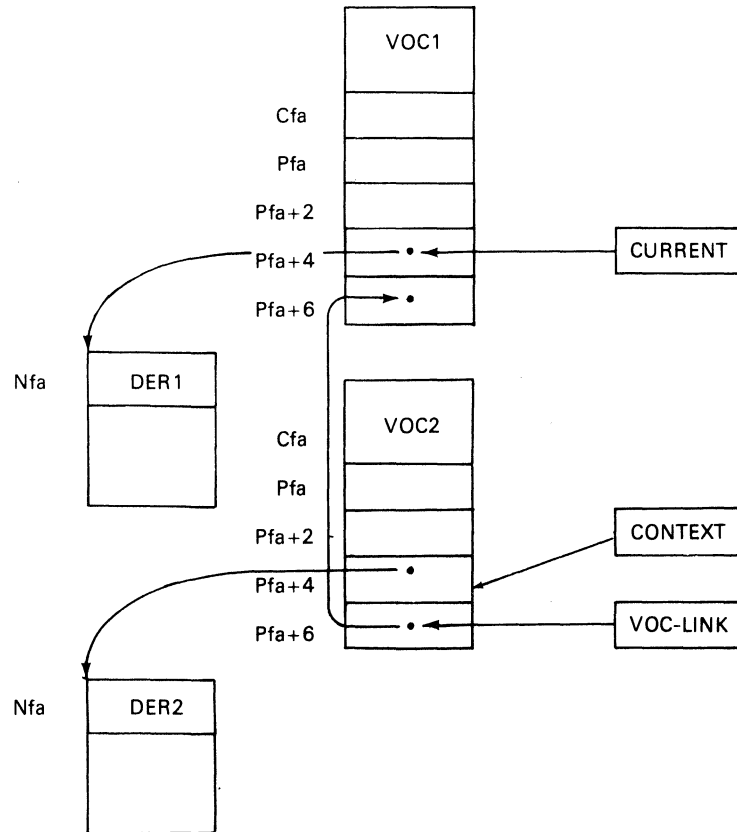 VOC1
Cfa
Pfa
Pfa+2
Pfa+4
CURRENT
Pfa+6
Nfa
DER1
VOC2
Cfa
Pfa
Pfa+2
CONTEXT
Pfa+4
Pfa+6
VOC-LINK
Nfa
DER2